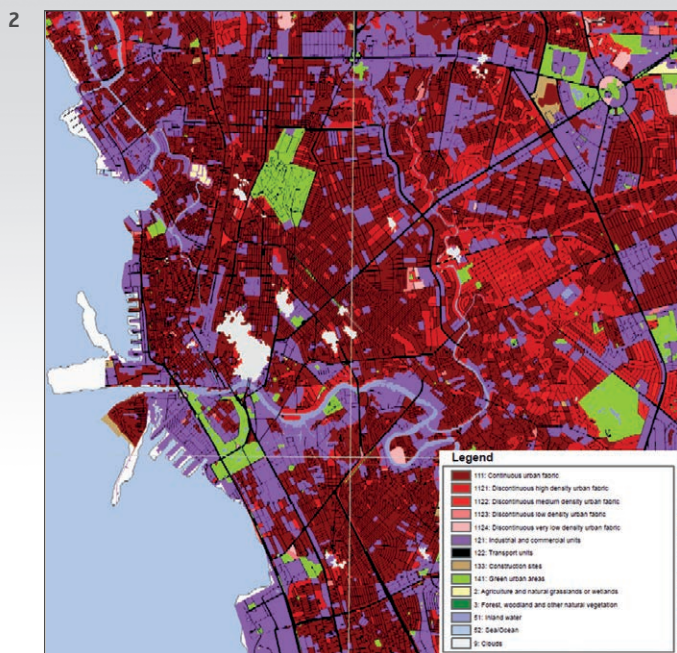 2
Legend
111: Continuous urban fabric
1121: Discontinuous high density urban fabric
1122: Discontinuous medium density urban fabric
1123: Discontinuous low density urban fabric
1124: Discontinuous very low density urban fabric
121: Industrial and commercial units
122: Transport units
133: Construction sites
141: Green urban areas
2: Agriculture and natural grasslands or wetlands
3: Forest, woodland and other natural vegetation
51: Inland water
52: Sea/Ocean
9: Clouds